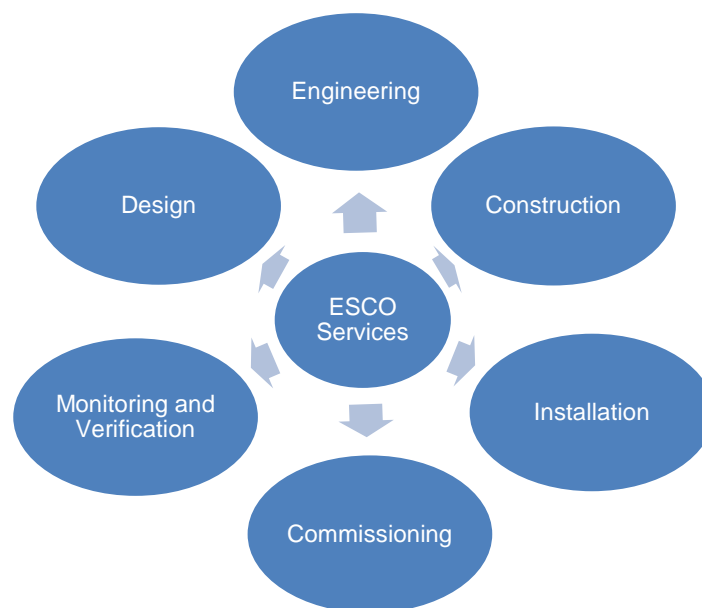 Engineering
Design
Construction
ESCO
Services
Monitoring and
Verification
Installation
Commissioning